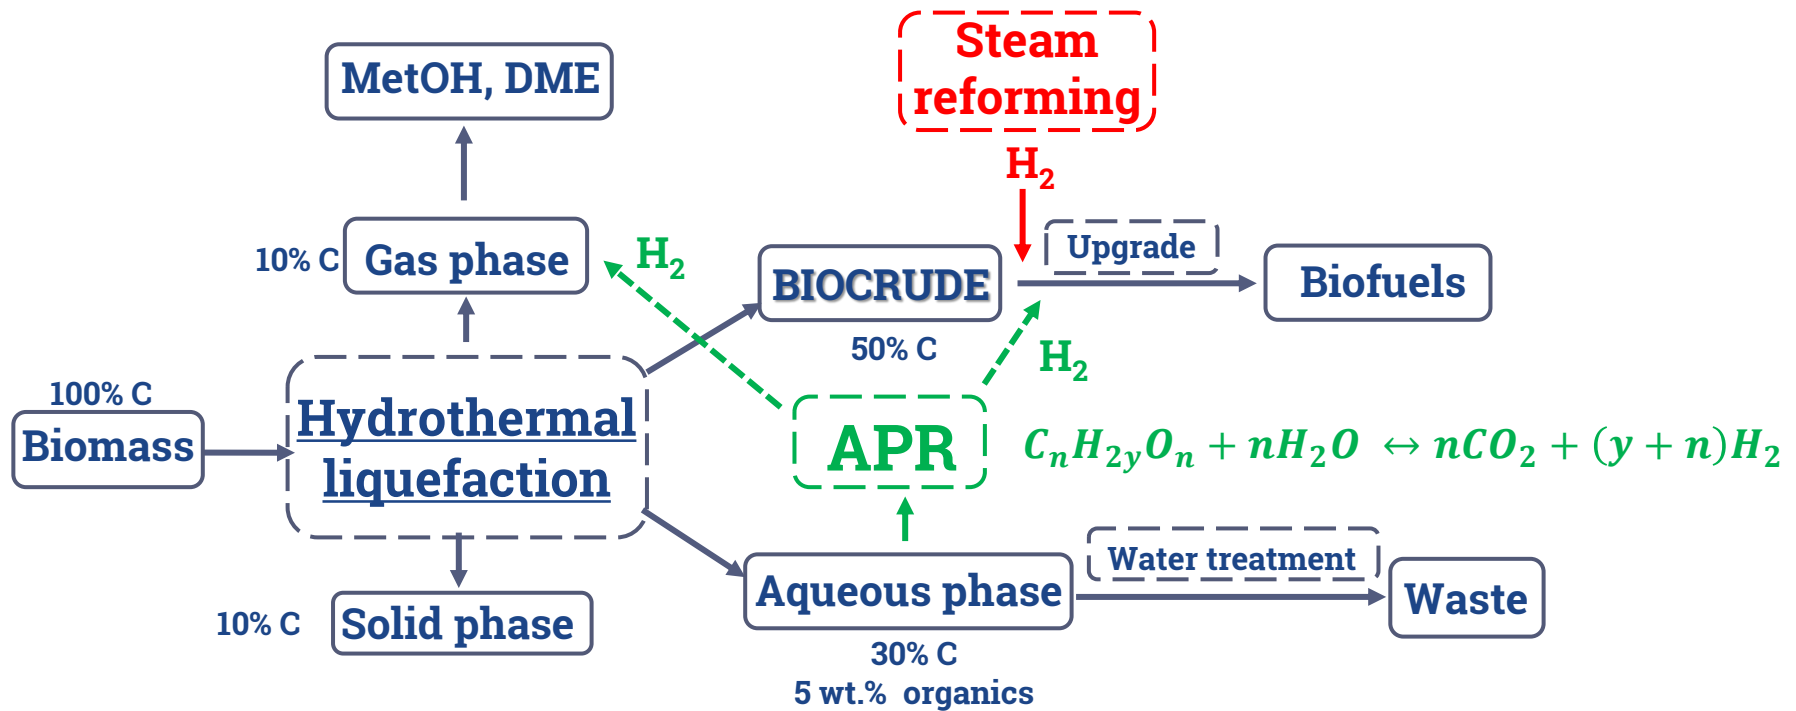 Steam
reforming
MetOH, DME
H₂
10% C
Gas phase
H₂
Upgrade
BIOCRUDE
Biofuels
50% C
H₂
100% C
Biomass
Hydrothermal
liquefaction
APR
CₙH₂ᵧOₙ + nH₂O ↔ nCO₂ + (y + n)H₂
Water treatment
Aqueous phase
Waste
10% C
Solid phase
30% C
5 wt.% organics